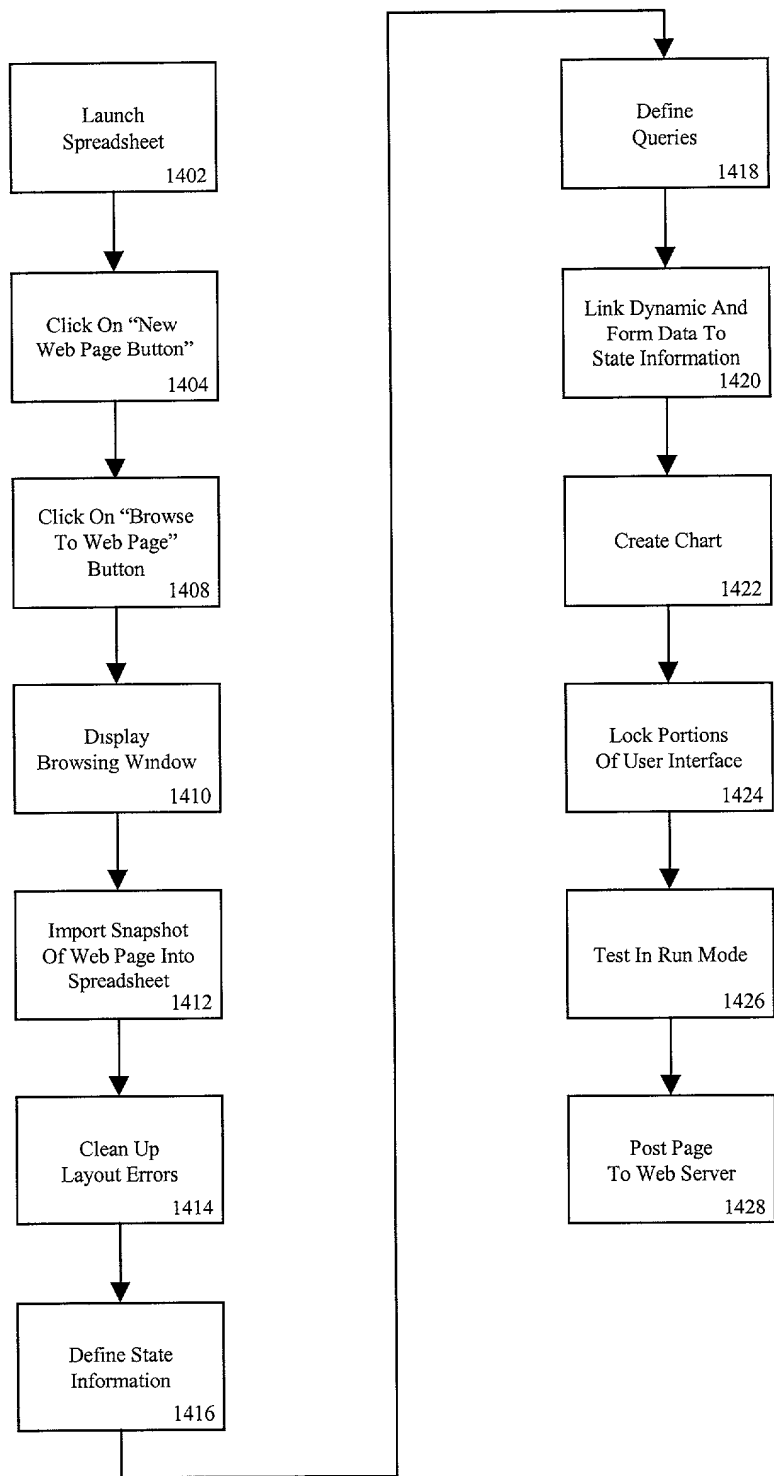 Launch
Spreadsheet
1402
Click On “New
Web Page Button”
1404
Click On “Browse
To Web Page”
Button
1408
Display
Browsing Window
1410
Import Snapshot
Of Web Page Into
Spreadsheet
1412
Clean Up
Layout Errors
1414
Define State
Information
1416
Define
Queries
1418
Link Dynamic And
Form Data To
State Information
1420
Create Chart
1422
Lock Portions
Of User Interface
1424
Test In Run Mode
1426
Post Page
To Web Server
1428